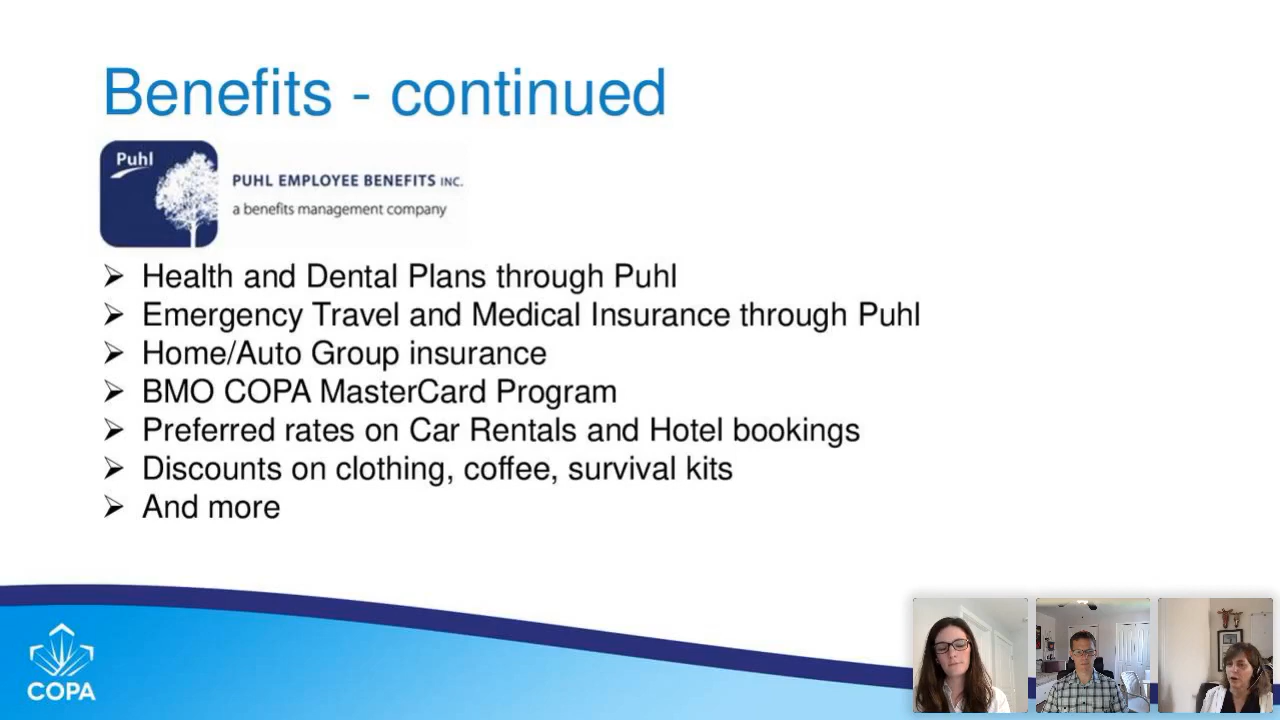 Benefits - continued
Puhl
PUHL EMPLOYEE BENEFITS INC.
a benefits management company
Health and Dental Plans through Puhl
Emergency Travel and Medical Insurance through Puhl
Home/Auto Group insurance
BMO COPA MasterCard Program
Preferred rates on Car Rentals and Hotel bookings
Discounts on clothing, coffee, survival kits
And more
COPA